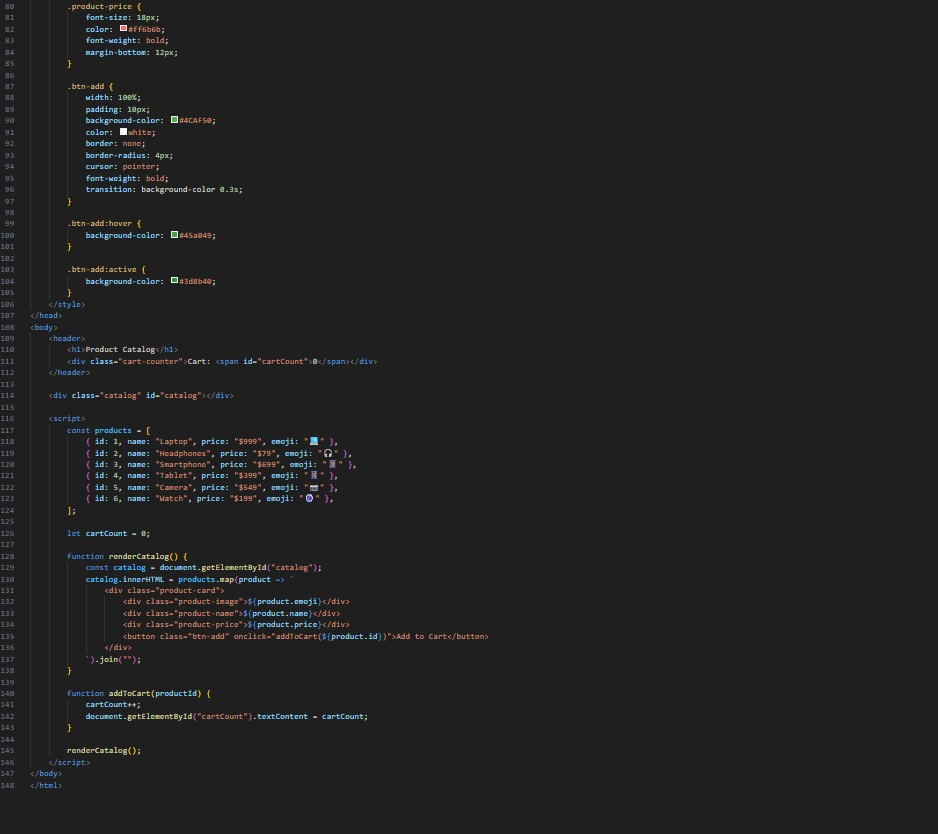 80 .product-price {
81 font-size: 18px;
82 color: #ff6b6b;
83 font-weight: bold;
84 margin-bottom: 12px;
85 }
86
87 .btn-add {
88 width: 100%;
89 padding: 10px;
90 background-color: #4CAF50;
91 color: white;
92 border: none;
93 border-radius: 4px;
94 cursor: pointer;
95 font-weight: bold;
96 transition: background-color 0.3s;
97 }
98
99 .btn-add:hover {
100 background-color: #45a049;
101 }
102
103 .btn-add:active {
104 background-color: #3d8b40;
105 }
106 </style>
107 </head>
108 <body>
109 <header>
110 <h1>Product Catalog</h1>
111 <div class="cart-counter">Cart: <span id="cartCount">0</span></div>
112 </header>
113
114 <div class="catalog" id="catalog"></div>
115
116 <script>
117 const products = [
118 { id: 1, name: "Laptop", price: "$999", emoji: "💻" },
119 { id: 2, name: "Headphones", price: "$79", emoji: "🎧" },
120 { id: 3, name: "Smartphone", price: "$699", emoji: "📱" },
121 { id: 4, name: "Tablet", price: "$399", emoji: "📱" },
122 { id: 5, name: "Camera", price: "$549", emoji: "📷" },
123 { id: 6, name: "Watch", price: "$199", emoji: "⌚" },
124 ];
125
126 let cartCount = 0;
127
128 function renderCatalog() {
129 const catalog = document.getElementById("catalog");
130 catalog.innerHTML = products.map(product => `
131 <div class="product-card">
132 <div class="product-image">${product.emoji}</div>
133 <div class="product-name">${product.name}</div>
134 <div class="product-price">${product.price}</div>
135 <button class="btn-add" onclick="addToCart(${product.id})">Add to Cart</button>
136 </div>
137 `).join("");
138 }
139
140 function addToCart(productId) {
141 cartCount++;
142 document.getElementById("cartCount").textContent = cartCount;
143 }
144
145 renderCatalog();
146 </script>
147 </body>
148 </html>